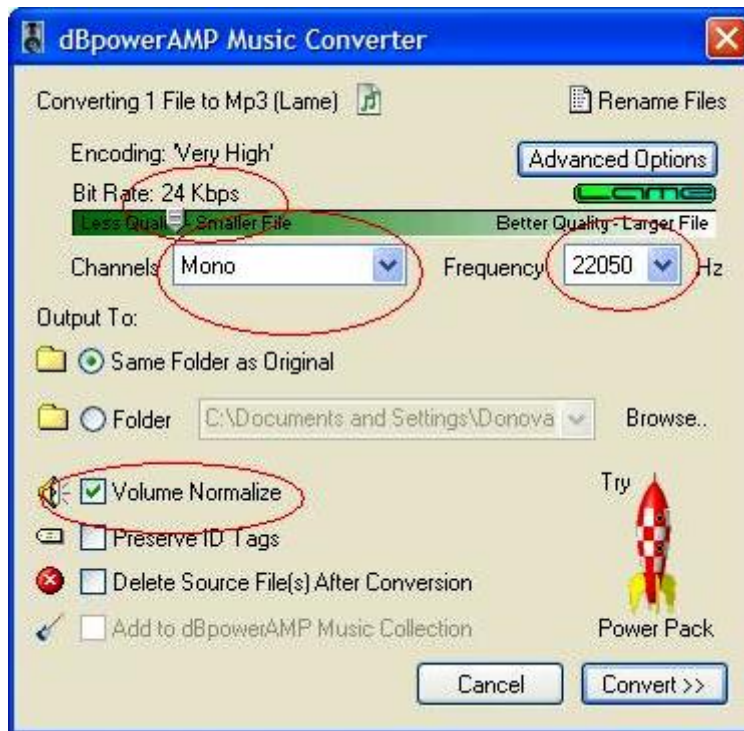 dBpowerAMP Music Converter
Converting 1 File to Mp3 (Lame) Rename Files
Encoding: 'Very High' Advanced Options
Bit Rate: 24 Kbps Lame
Less Quality - Smaller File Better Quality - Larger File
Channels Mono Frequency 22050 Hz
Output To:
Same Folder as Original
Folder C:\Documents and Settings\Donova Browse..
Volume Normalize Try
Preserve ID Tags
Delete Source File(s) After Conversion
Add to dBpowerAMP Music Collection Power Pack
Cancel Convert >>